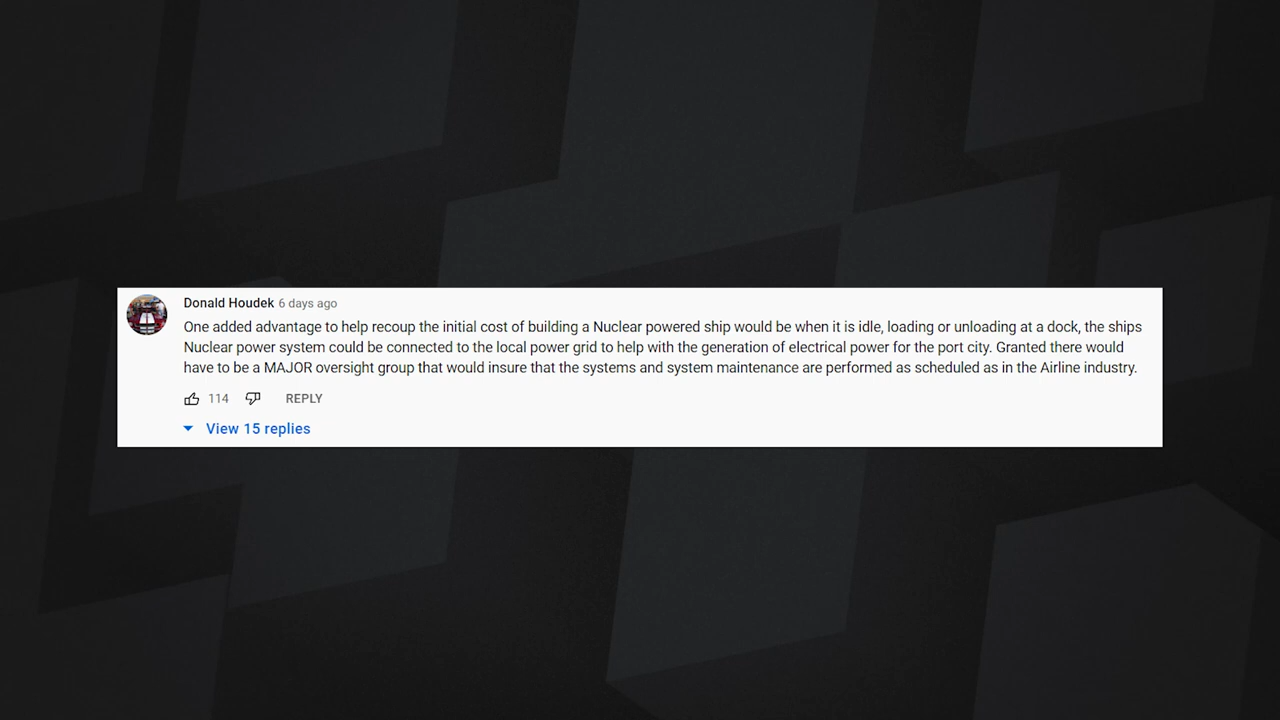 Donald Houdek 6 days ago
One added advantage to help recoup the initial cost of building a Nuclear powered ship would be when it is idle, loading or unloading at a dock, the ships
Nuclear power system could be connected to the local power grid to help with the generation of electrical power for the port city. Granted there would
have to be a MAJOR oversight group that would insure that the systems and system maintenance are performed as scheduled as in the Airline industry.
114 REPLY
View 15 replies